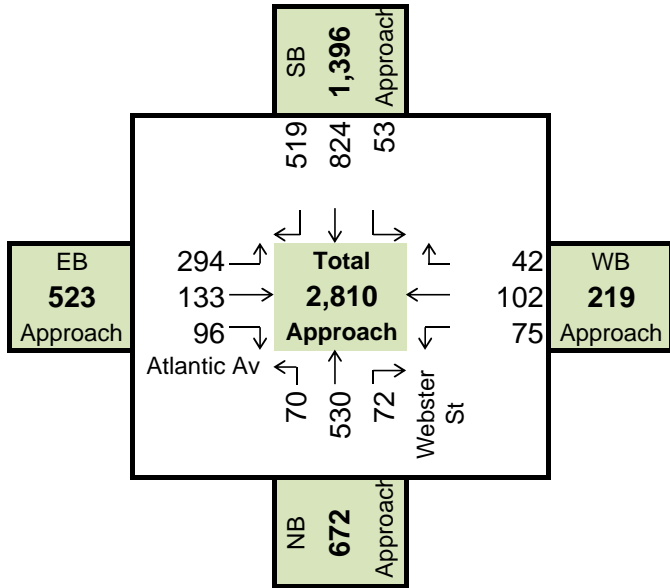 SB
1,396
Approach
519
824
53
EB
523
Approach
294
133
96
Total
2,810
Approach
42
102
75
WB
219
Approach
Atlantic Av
70
530
72
Webster
St
NB
672
Approach